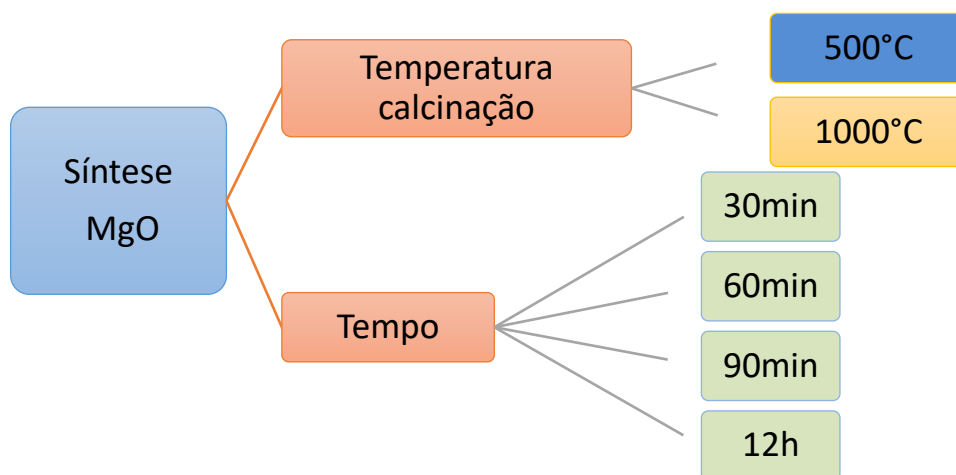 Síntese
MgO
Temperatura
calcinação
500°C
1000°C
Tempo
30min
60min
90min
12h